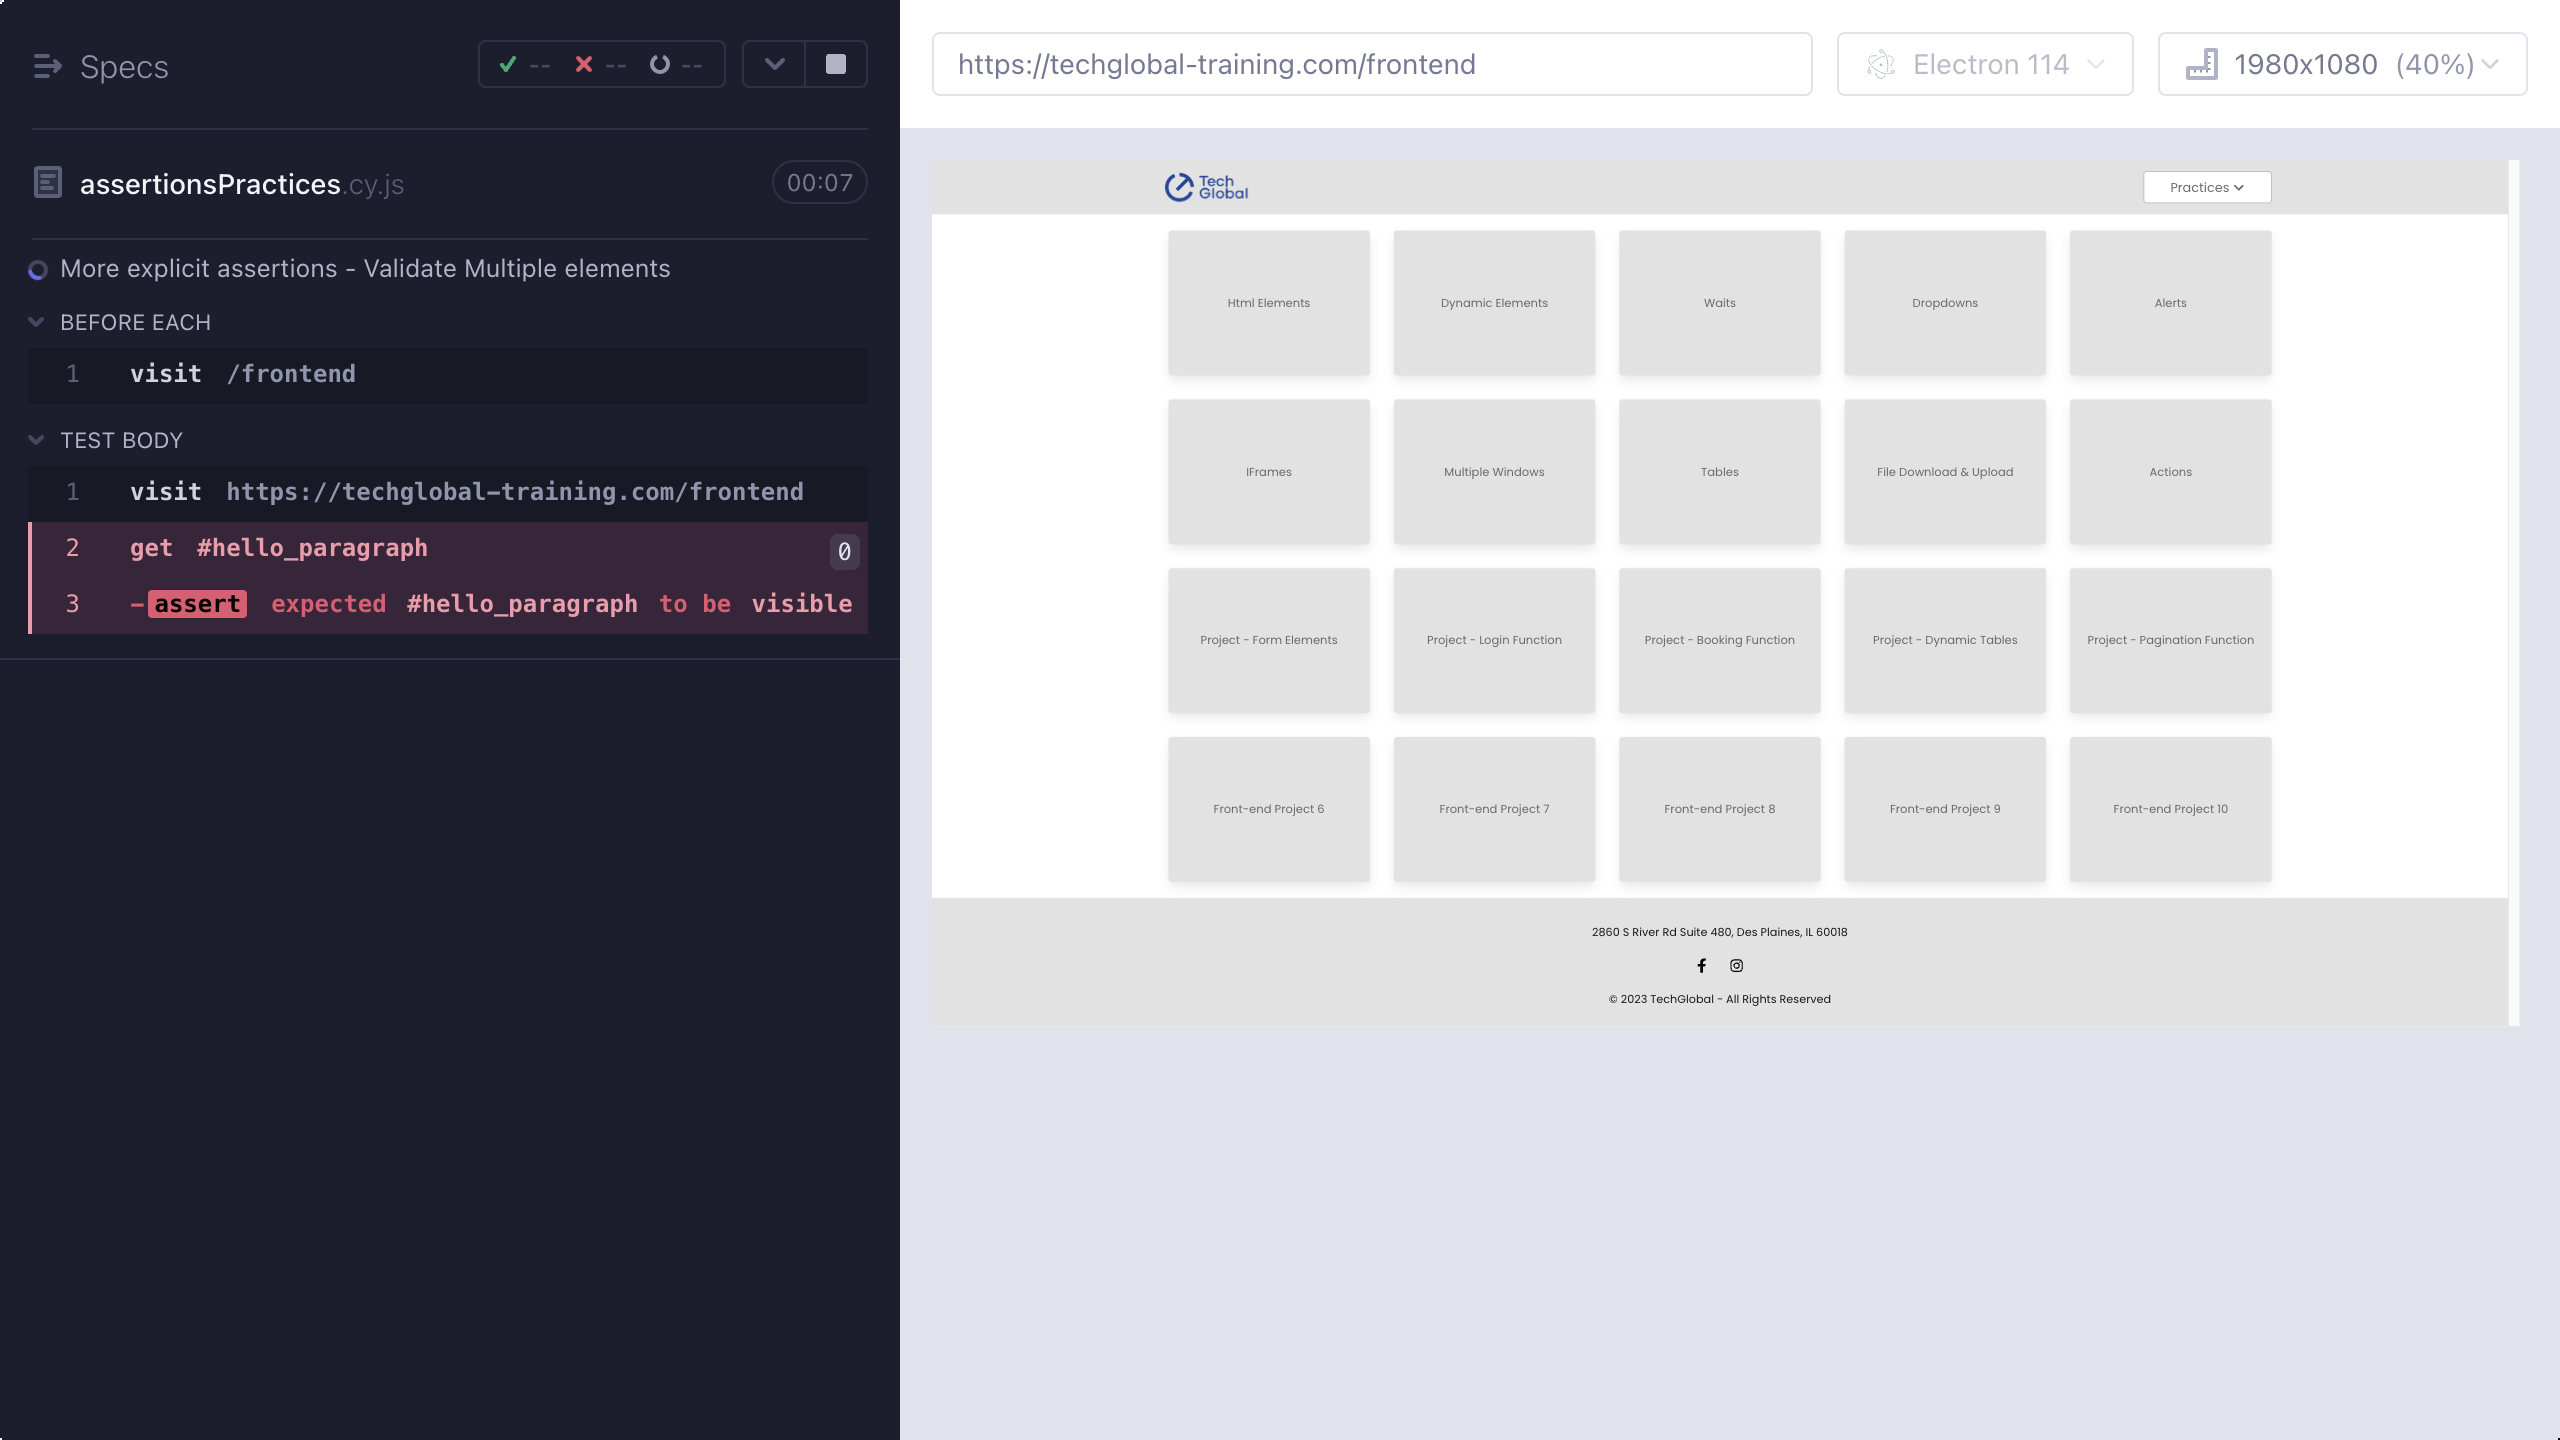 Specs
-- -- --
assertionsPractices.cy.js
00:07
More explicit assertions - Validate Multiple elements
BEFORE EACH
1 visit /frontend
TEST BODY
1 visit https://techglobal-training.com/frontend
2 get #hello_paragraph 0
3 -assert expected #hello_paragraph to be visible
https://techglobal-training.com/frontend
Electron 114
1980x1080 (40%)
Tech
Global
Practices
Html Elements
Dynamic Elements
Waits
Dropdowns
Alerts
IFrames
Multiple Windows
Tables
File Download & Upload
Actions
Project - Form Elements
Project - Login Function
Project - Booking Function
Project - Dynamic Tables
Project - Pagination Function
Front-end Project 6
Front-end Project 7
Front-end Project 8
Front-end Project 9
Front-end Project 10
2860 S River Rd Suite 480, Des Plaines, IL 60018
© 2023 TechGlobal - All Rights Reserved